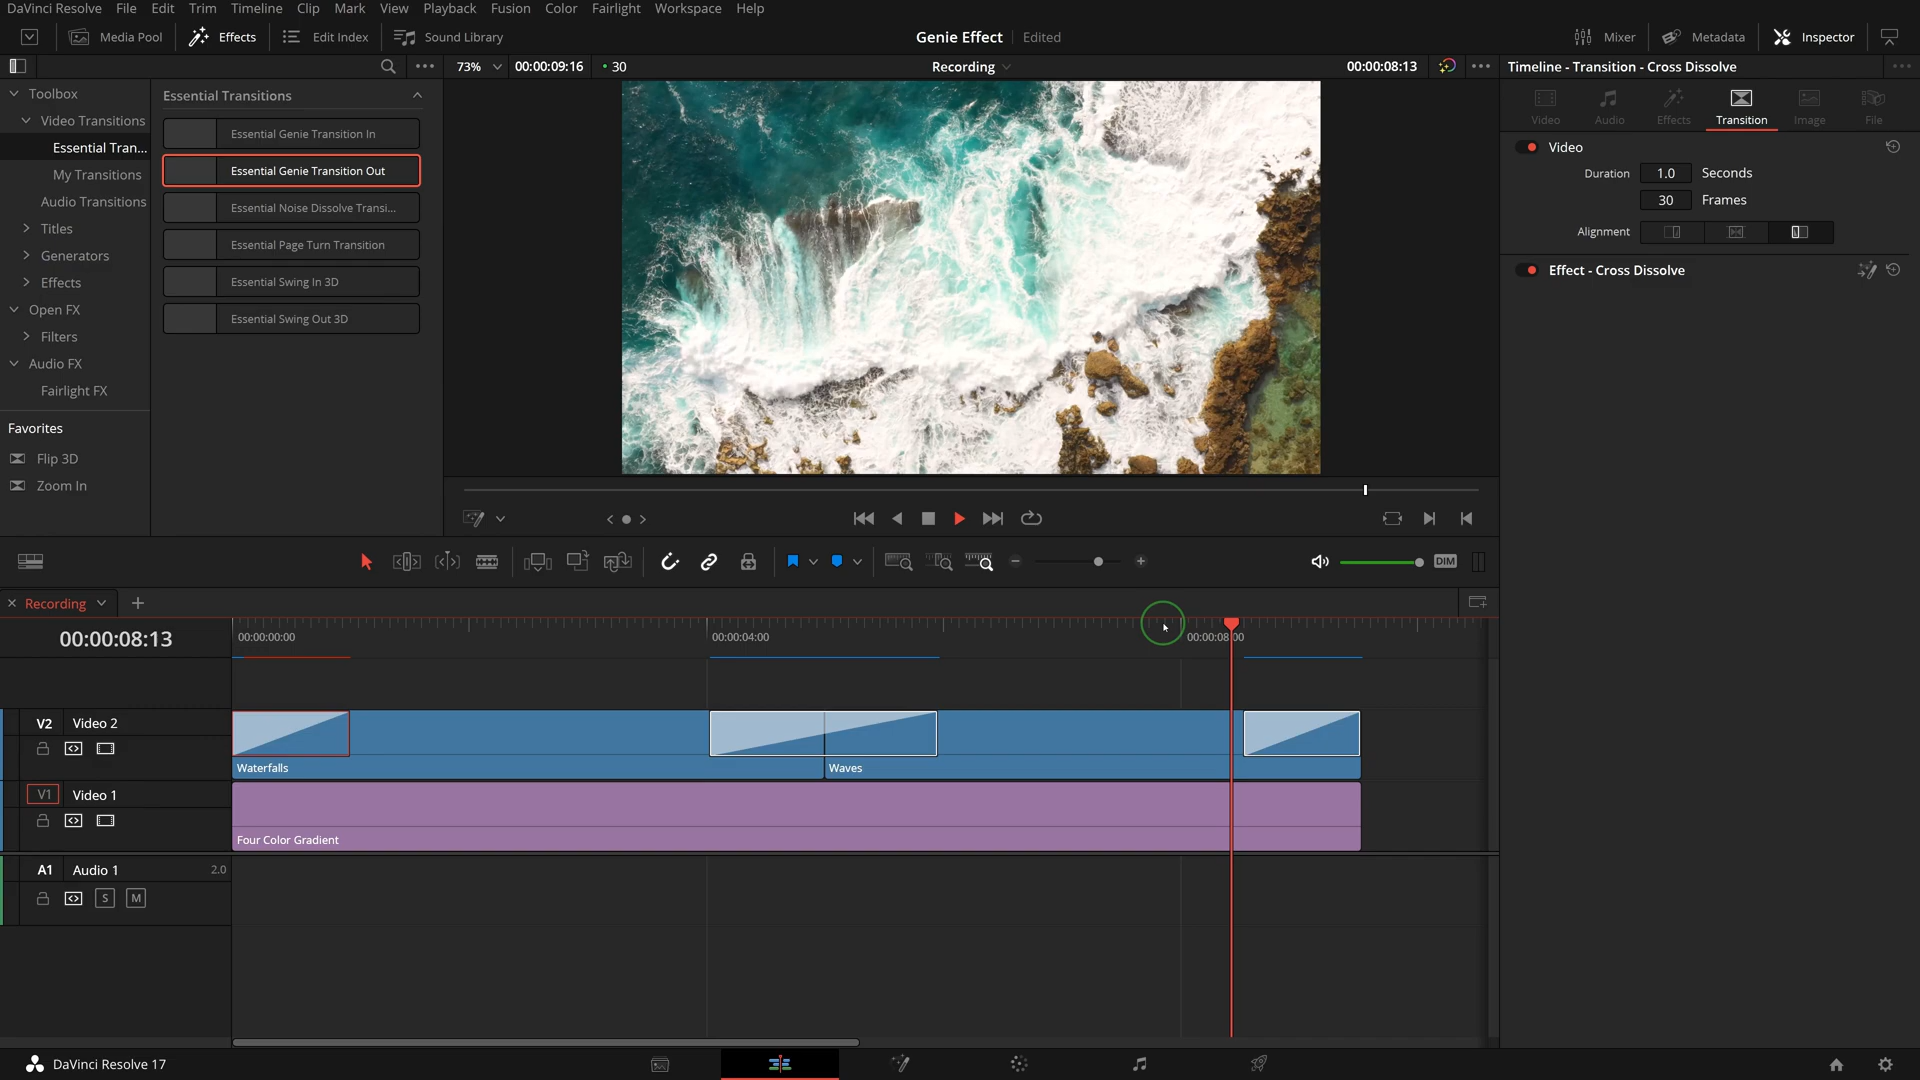 DaVinci Resolve File Edit Trim Timeline Clip Mark View Playback Fusion Color Fairlight Workspace Help
Media Pool Effects Edit Index Sound Library Genie Effect Edited Mixer Metadata Inspector
73% 00:00:09:16 30 Recording 00:00:08:13 Timeline - Transition - Cross Dissolve
Toolbox
Video Transitions
Essential Tran...
My Transitions
Audio Transitions
Titles
Generators
Effects
Open FX
Filters
Audio FX
Fairlight FX
Favorites
Flip 3D
Zoom In
Essential Transitions
Essential Genie Transition In
Essential Genie Transition Out
Essential Noise Dissolve Transi...
Essential Page Turn Transition
Essential Swing In 3D
Essential Swing Out 3D
Video Audio Effects Transition Image File
Video
Duration 1.0 Seconds
30 Frames
Alignment
Effect - Cross Dissolve
DIM
Recording
00:00:08:13 00:00:00:00 00:00:04:00 00:00:08:00
V2 Video 2
Waterfalls Waves
V1 Video 1
Four Color Gradient
A1 Audio 1 2.0
S M
DaVinci Resolve 17